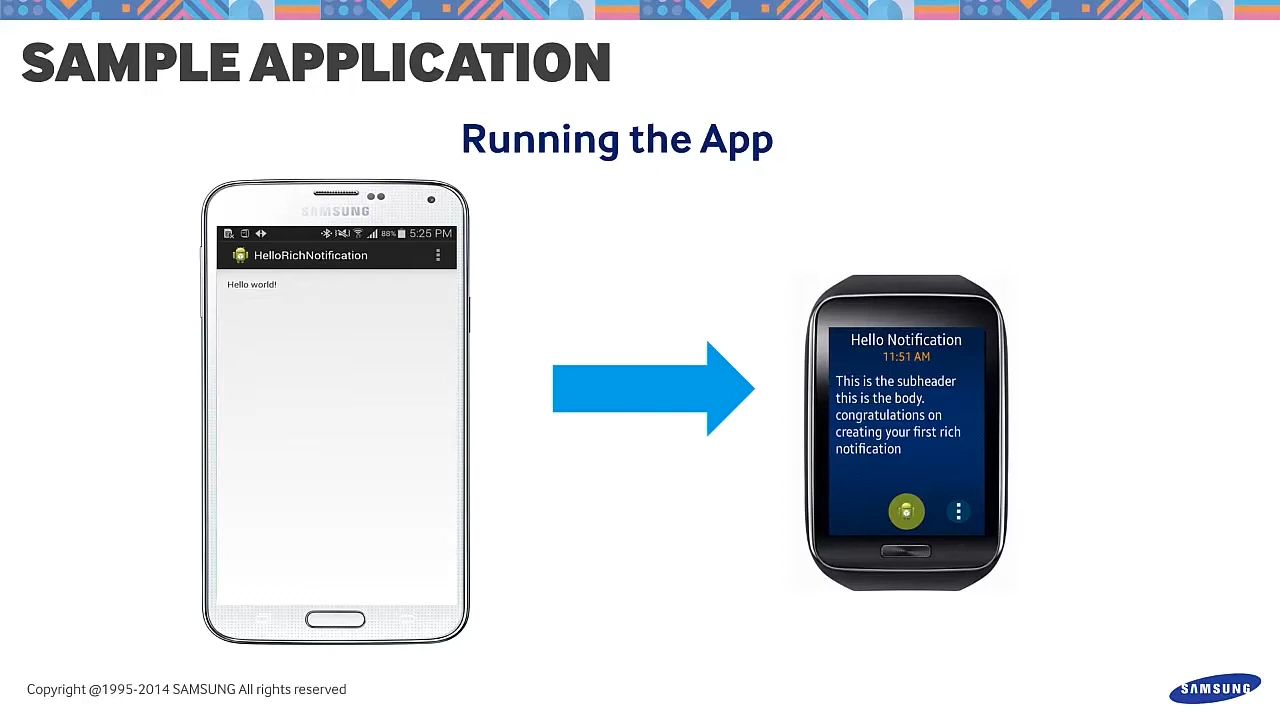 SAMPLE APPLICATION
Running the App
SAMSUNG
88% 5:25 PM
HelloRichNotification
Hello world!
Hello Notification
11:51 AM
This is the subheader
this is the body.
congratulations on
creating your first rich
notification
Copyright @1995-2014 SAMSUNG All rights reserved
SAMSUNG